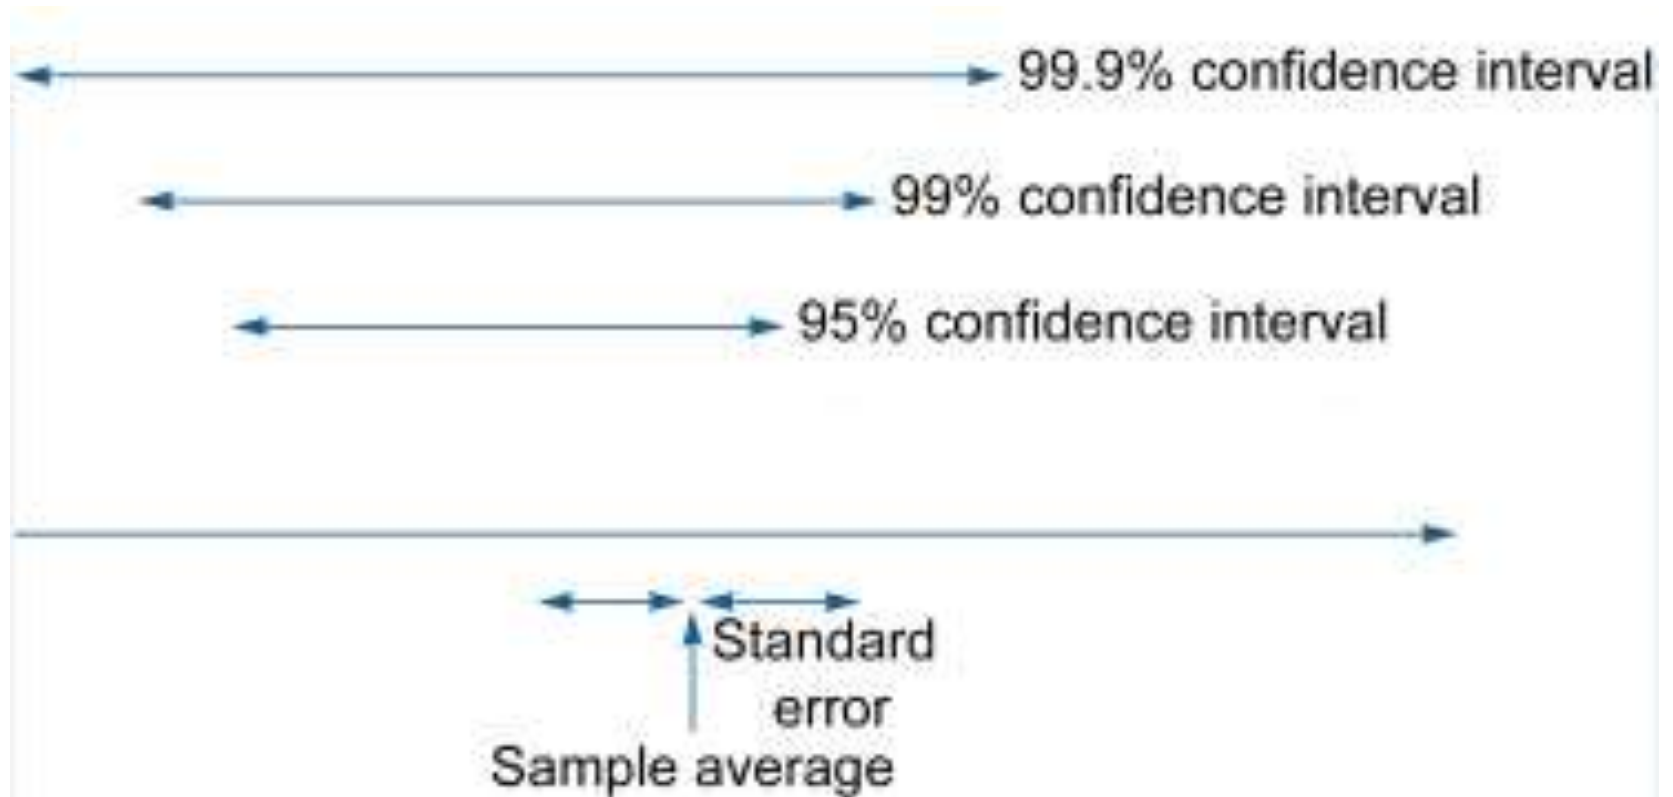 99.9% confidence interval
99% confidence interval
95% confidence interval
Standard
error
Sample average